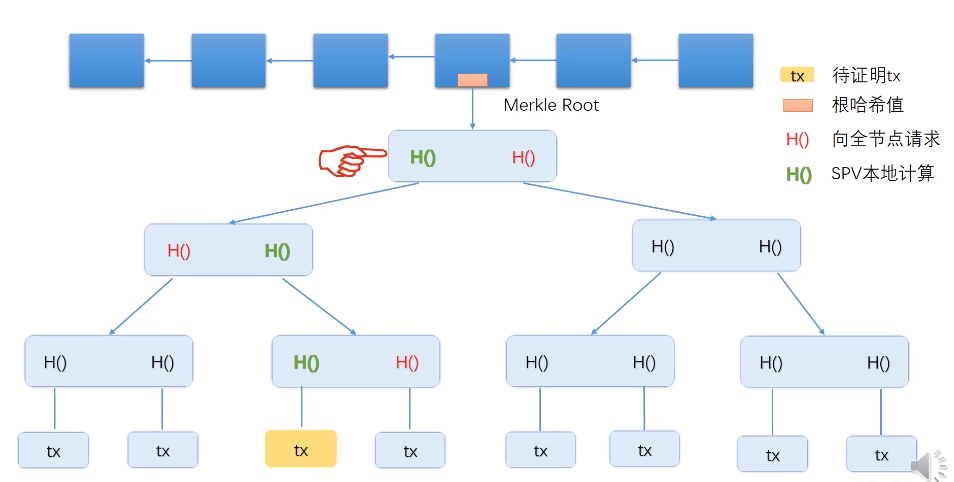 Merkle Root
tx 待证明tx
根哈希值
H() 向全节点请求
H() SPV本地计算
H() H()
H() H() H() H()
H() H() H() H() H() H() H() H()
tx tx tx tx tx tx tx tx